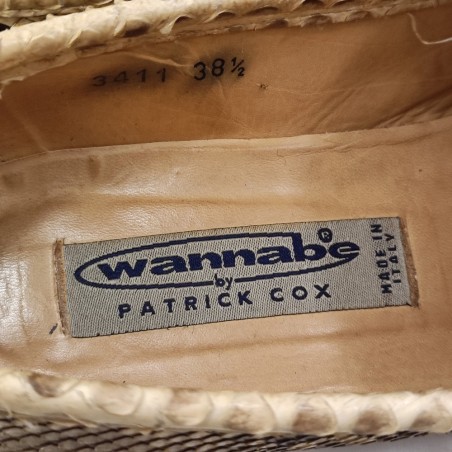 3411 38½
wannabe®
by
PATRICK COX
MADE IN
ITALY